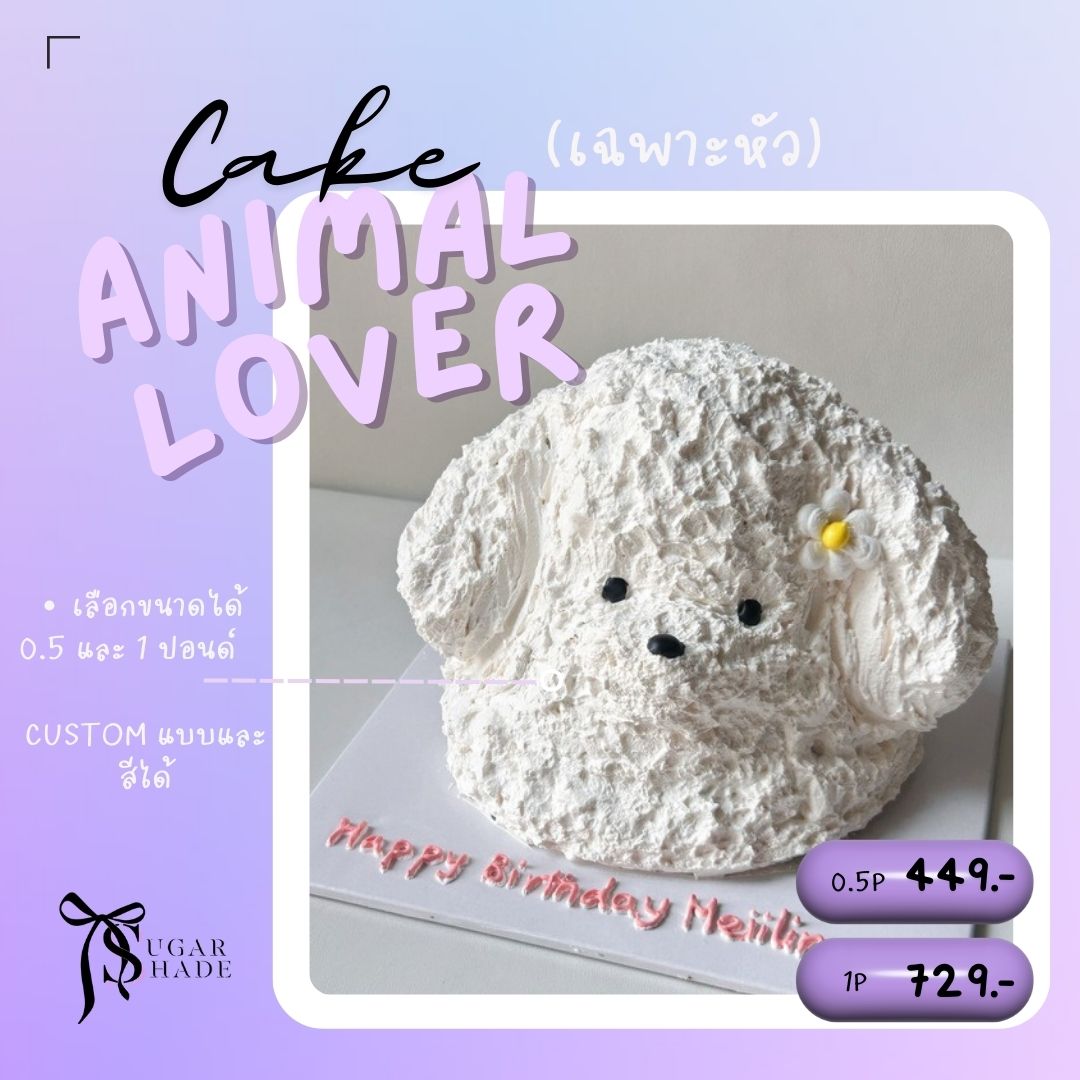 Cake
(เฉพาะหัว)
ANIMAL
LOVER
• เลือกขนาดได้
0.5 และ 1 ปอนด์
CUSTOM แบบและ
สีได้
Happy Birthday Meiilin
0.5P 449.-
1P 729.-
SUGAR
SHADE